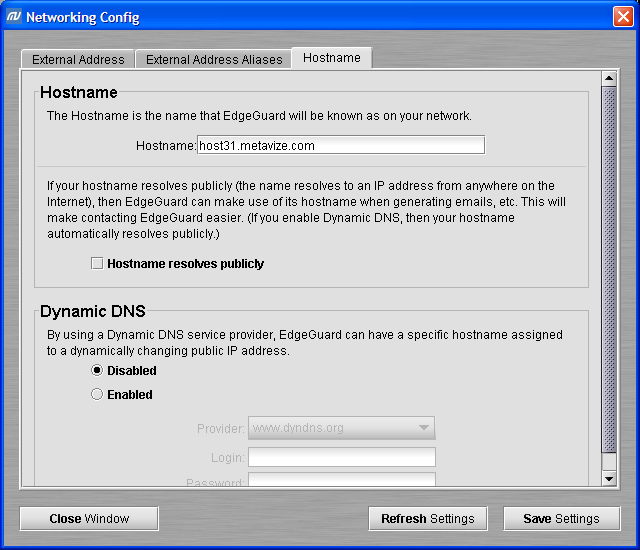 Networking Config
External Address
External Address Aliases
Hostname
Hostname
The Hostname is the name that EdgeGuard will be known as on your network.
Hostname: host31.metavize.com
If your hostname resolves publicly (the name resolves to an IP address from anywhere on the
Internet), then EdgeGuard can make use of its hostname when generating emails, etc. This will
make contacting EdgeGuard easier. (If you enable Dynamic DNS, then your hostname
automatically resolves publicly.)
Hostname resolves publicly
Dynamic DNS
By using a Dynamic DNS service provider, EdgeGuard can have a specific hostname assigned
to a dynamically changing public IP address.
Disabled
Enabled
Provider: www.dyndns.org
Login:
Password:
Close Window
Refresh Settings
Save Settings